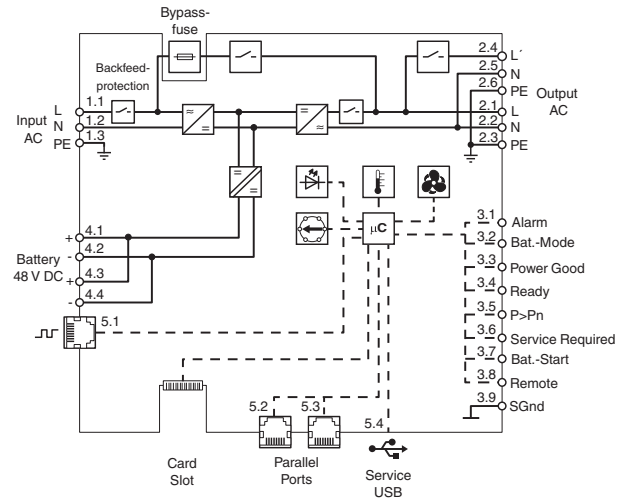 Bypass-
fuse
Backfeed-
protection
Input
AC
L
1.1
N
1.2
PE
1.3
2.4
L´
2.5
N
2.6
PE
2.1
L
2.2
N
2.3
PE
Output
AC
≈
=
=
≈
=
=
µC
+
4.1
-
4.2
Battery
48 V DC
+
4.3
-
4.4
5.1
3.1
Alarm
3.2
Bat.-Mode
3.3
Power Good
3.4
Ready
3.5
P>Pn
3.6
Service Required
3.7
Bat.-Start
3.8
Remote
3.9
SGnd
5.2
5.3
5.4
Card
Slot
Parallel
Ports
Service
USB